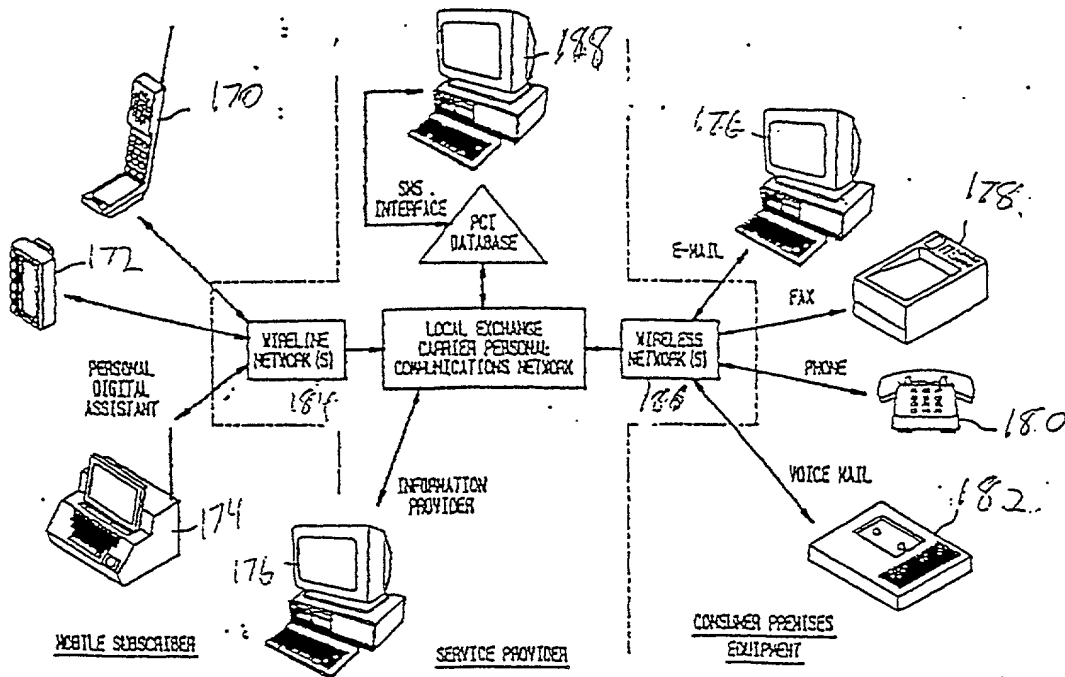 170
188
176
178
172
SMS
INTERFACE
PCI
DATABASE
E-MAIL
FAX
WIRELINE
NETWORK(S)
LOCAL EXCHANGE
CARRIER PERSONAL
COMMUNICATIONS NETWORK
WIRELESS
NETWORK(S)
PERSONAL
DIGITAL
ASSISTANT
184
186
PHONE
180
INFORMATION
PROVIDER
VOICE MAIL
174
182
176
MOBILE SUBSCRIBER
SERVICE PROVIDER
CONSUMER PREMISES
EQUIPMENT